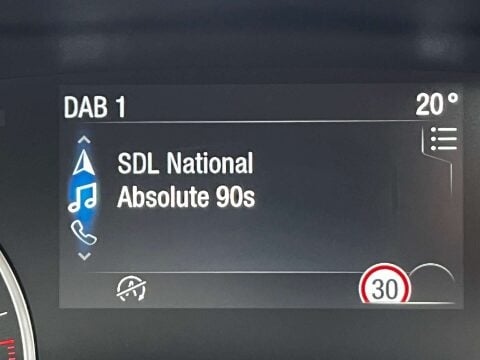 DAB 1
20°
SDL National
Absolute 90s
30